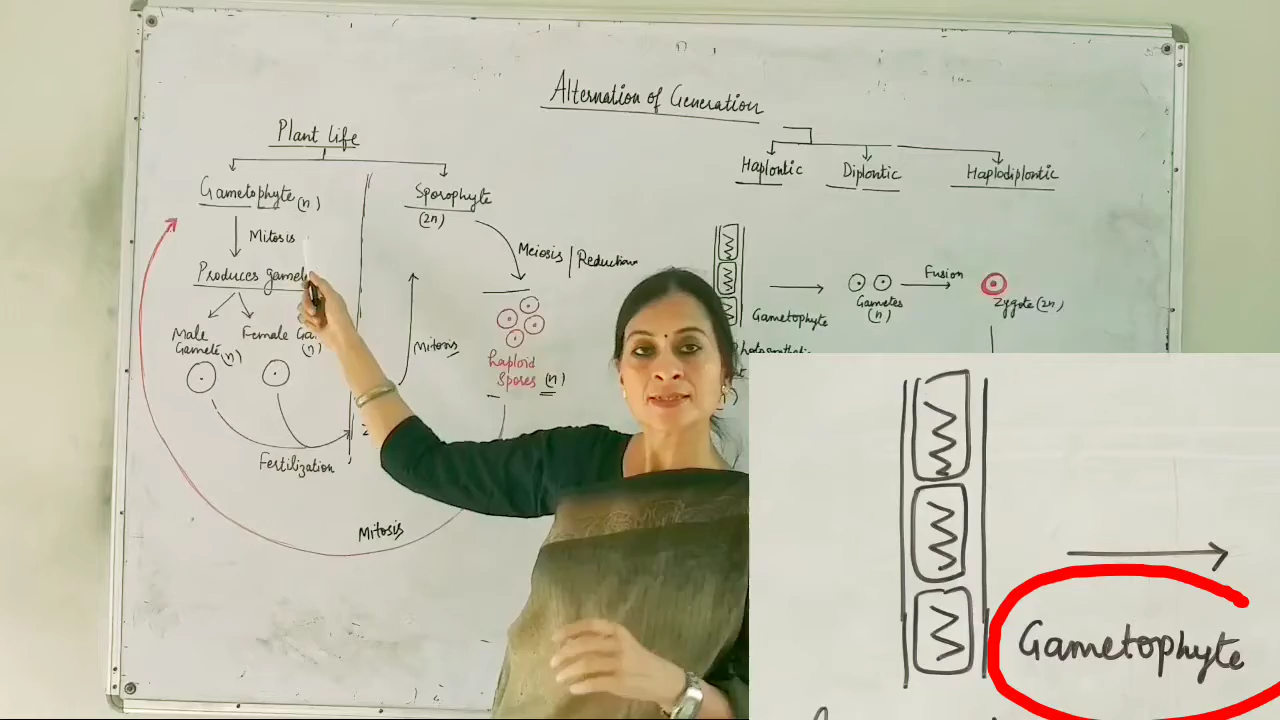 Alternation of Generation
Plant life
Gametophyte (n)
Mitosis
Produces
Male
Gamete (n)
Female
(n)
Fertilization
Sporophyte
(2n)
Meiosis | Reduction
haploid
Spores (n)
Mitosis
Mitosis
Haplontic
Diplontic
Haplodiplontic
Gametophyte
Gametes
(n)
Fusion
Zygote (2n)
Gametophyte